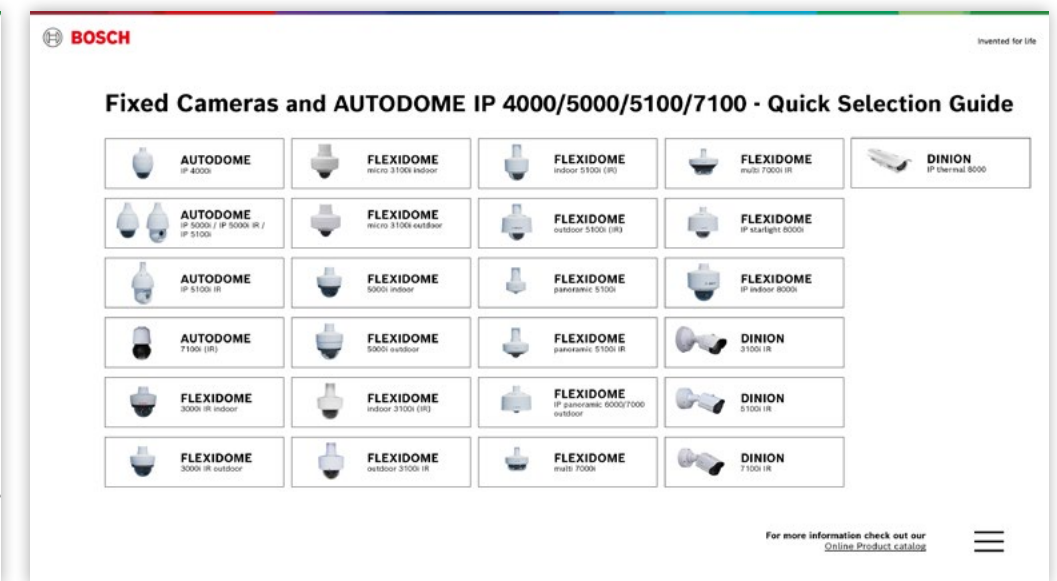 BOSCH
Invented for life
Fixed Cameras and AUTODOME IP 4000/5000/5100/7100 - Quick Selection Guide
AUTODOME
IP 4000i
AUTODOME
IP 5000i / IP 5000i IR /
IP 5100i
AUTODOME
IP 5100i IR
AUTODOME
7100i (IR)
FLEXIDOME
3000i IR indoor
FLEXIDOME
3000i IR outdoor
FLEXIDOME
micro 3100i indoor
FLEXIDOME
micro 3100i outdoor
FLEXIDOME
5000i indoor
FLEXIDOME
5000i outdoor
FLEXIDOME
indoor 3100i (IR)
FLEXIDOME
outdoor 3100i IR
FLEXIDOME
indoor 5100i (IR)
FLEXIDOME
outdoor 5100i (IR)
FLEXIDOME
panoramic 5100i
FLEXIDOME
panoramic 5100i IR
FLEXIDOME
IP panoramic 6000/7000
outdoor
FLEXIDOME
multi 7000i
FLEXIDOME
multi 7000i IR
FLEXIDOME
IP starlight 8000i
FLEXIDOME
IP indoor 8000i
DINION
3100i IR
DINION
5100i IR
DINION
7100i IR
DINION
IP thermal 8000
For more information check out our
Online Product catalog